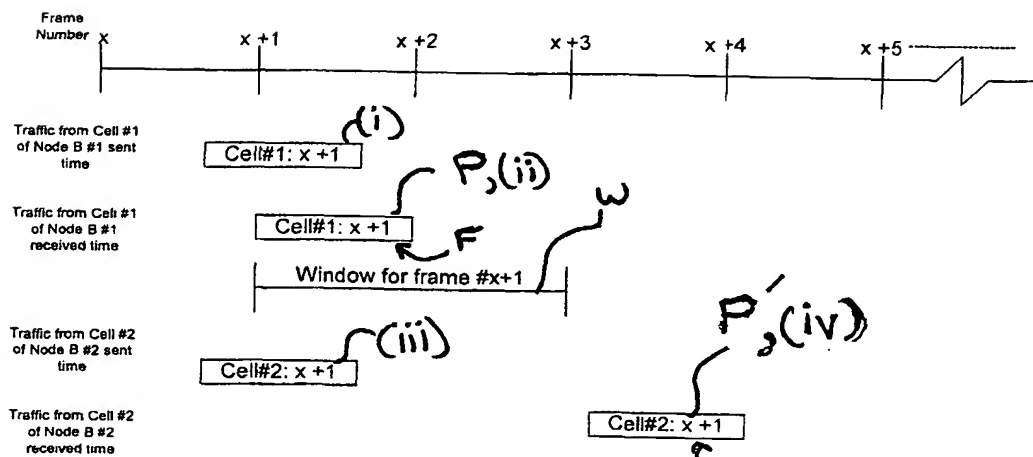 Frame
Number
x
x +1
x +2
x +3
x +4
x +5
Traffic from Cell #1
of Node B #1 sent
time
Cell#1: x +1
(i)
P,(ii)
Traffic from Cell #1
of Node B #1
received time
Cell#1: x +1
F
W
Window for frame #x+1
Traffic from Cell #2
of Node B #2 sent
time
Cell#2: x +1
(iii)
P',(iv)
Traffic from Cell #2
of Node B #2
received time
Cell#2: x +1